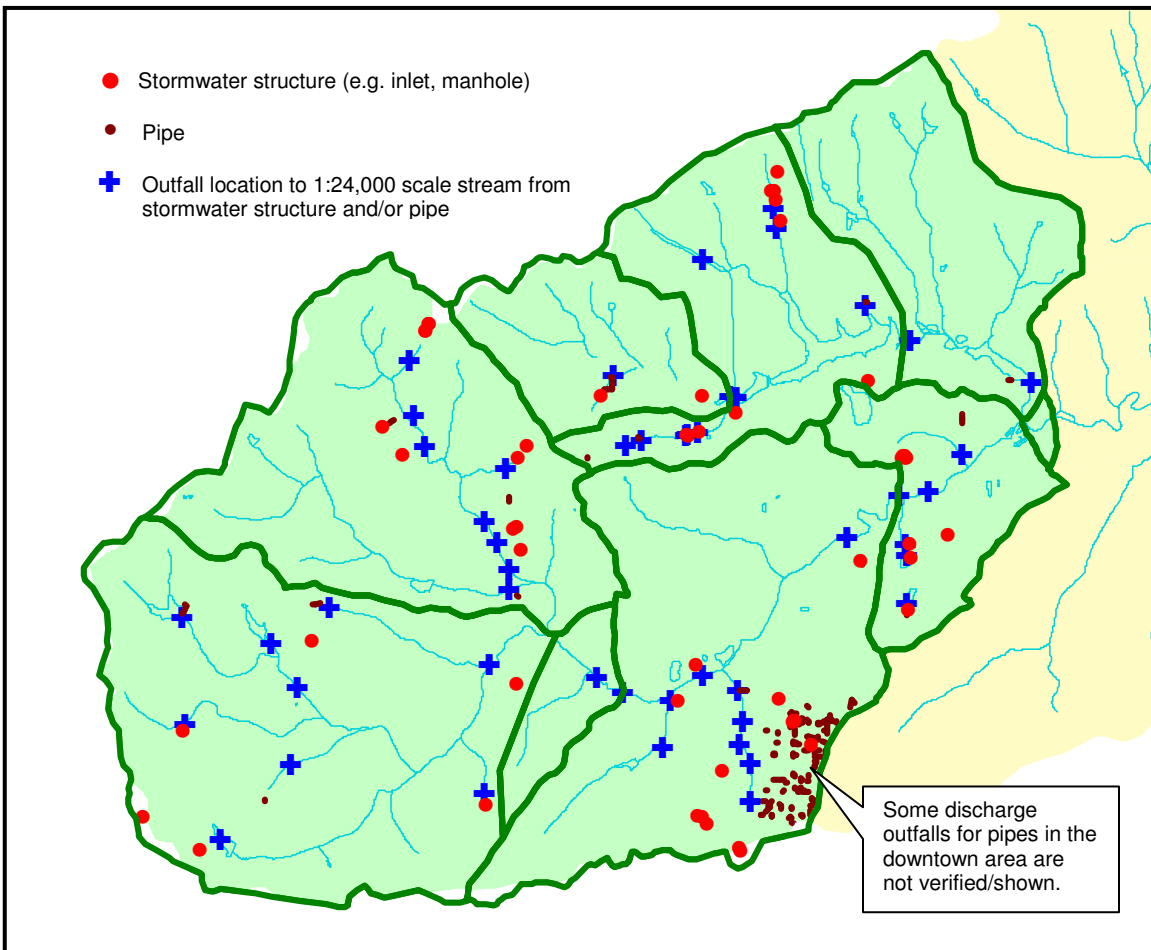 Stormwater structure (e.g. inlet, manhole)
Pipe
Outfall location to 1:24,000 scale stream from
stormwater structure and/or pipe
Some discharge
outfalls for pipes in the
downtown area are
not verified/shown.